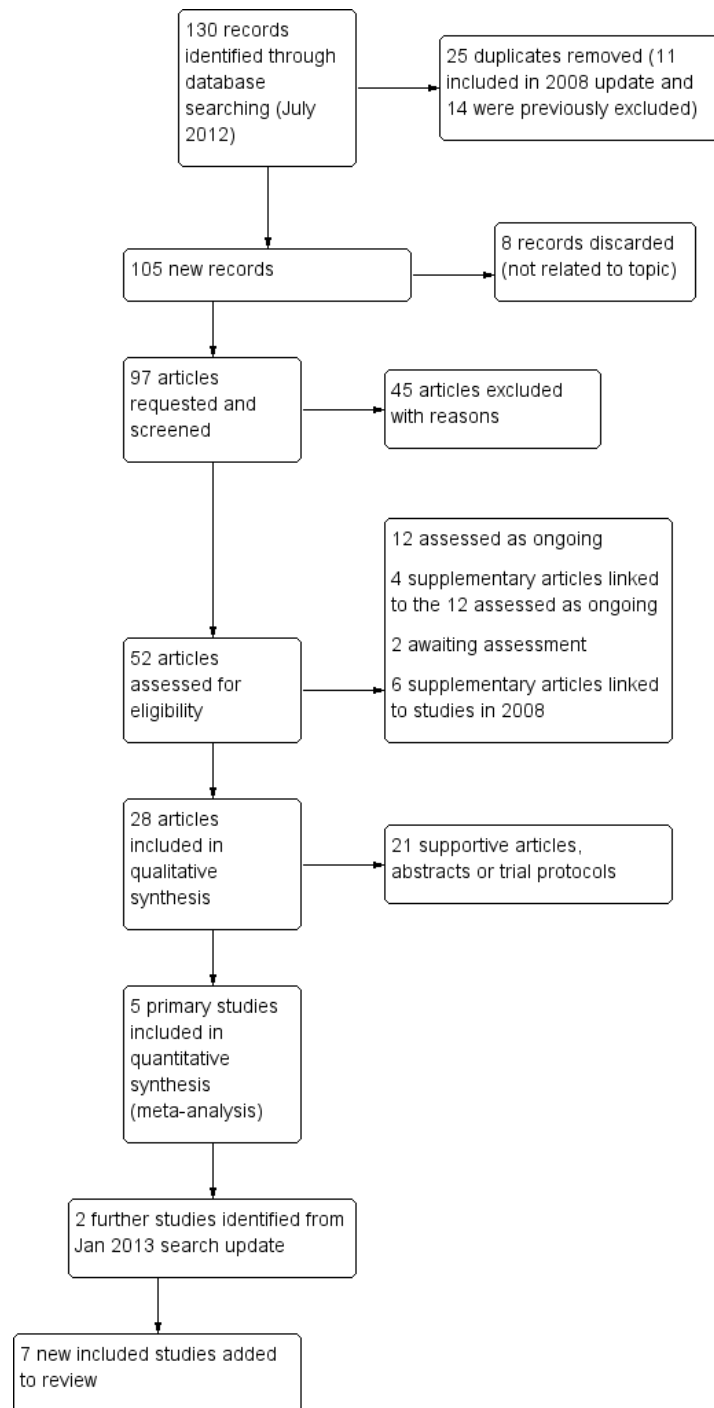 130 records
identified through
database
searching (July
2012)
25 duplicates removed (11
included in 2008 update and
14 were previously excluded)
105 new records
8 records discarded
(not related to topic)
97 articles
requested and
screened
45 articles excluded
with reasons
52 articles
assessed for
eligibility
12 assessed as ongoing
4 supplementary articles linked
to the 12 assessed as ongoing
2 awaiting assessment
6 supplementary articles linked
to studies in 2008
28 articles
included in
qualitative
synthesis
21 supportive articles,
abstracts or trial protocols
5 primary studies
included in
quantitative
synthesis
(meta-analysis)
2 further studies identified from
Jan 2013 search update
7 new included studies added
to review